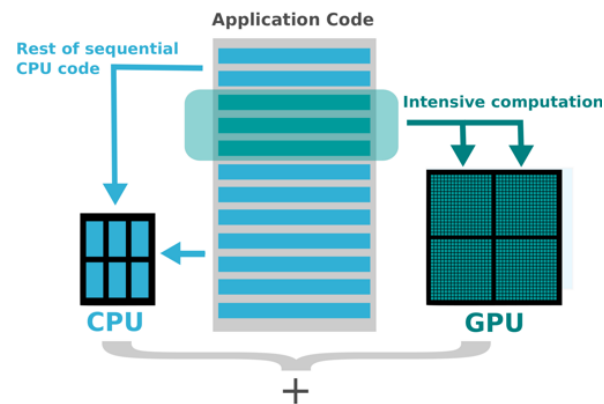 Application Code
Rest of sequential
CPU code
Intensive computation
CPU
GPU
+